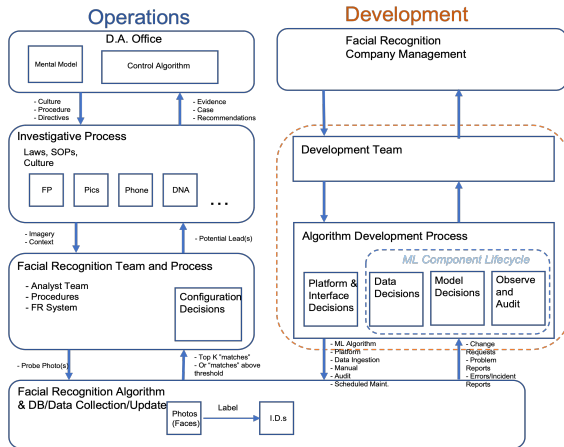 Operations
Development
D.A. Office
Mental Model
Control Algorithm
- Culture
- Procedure
- Directives
- Evidence
- Case
- Recommendations
Investigative Process
Laws, SOPs,
Culture
FP
Pics
Phone
DNA
...
- Imagery
- Context
- Potential Lead(s)
Facial Recognition Team and Process
- Analyst Team
- Procedures
- FR System
Configuration
Decisions
- Probe Photo(s)
- Top K "matches"
- Or "matches" above
threshold
Facial Recognition
Company Management
Development Team
Algorithm Development Process
ML Component Lifecycle
Platform &
Interface
Decisions
Data
Decisions
Model
Decisions
Observe
and
Audit
- ML Algorithm
- Platform
- Data Ingestion
- Manual
- Audit
- Scheduled Maint.
- Change
Requests
- Problem
Reports
- Errors/Incident
Reports
Facial Recognition Algorithm
& DB/Data Collection/Update
Photos
(Faces)
Label
I.D.s